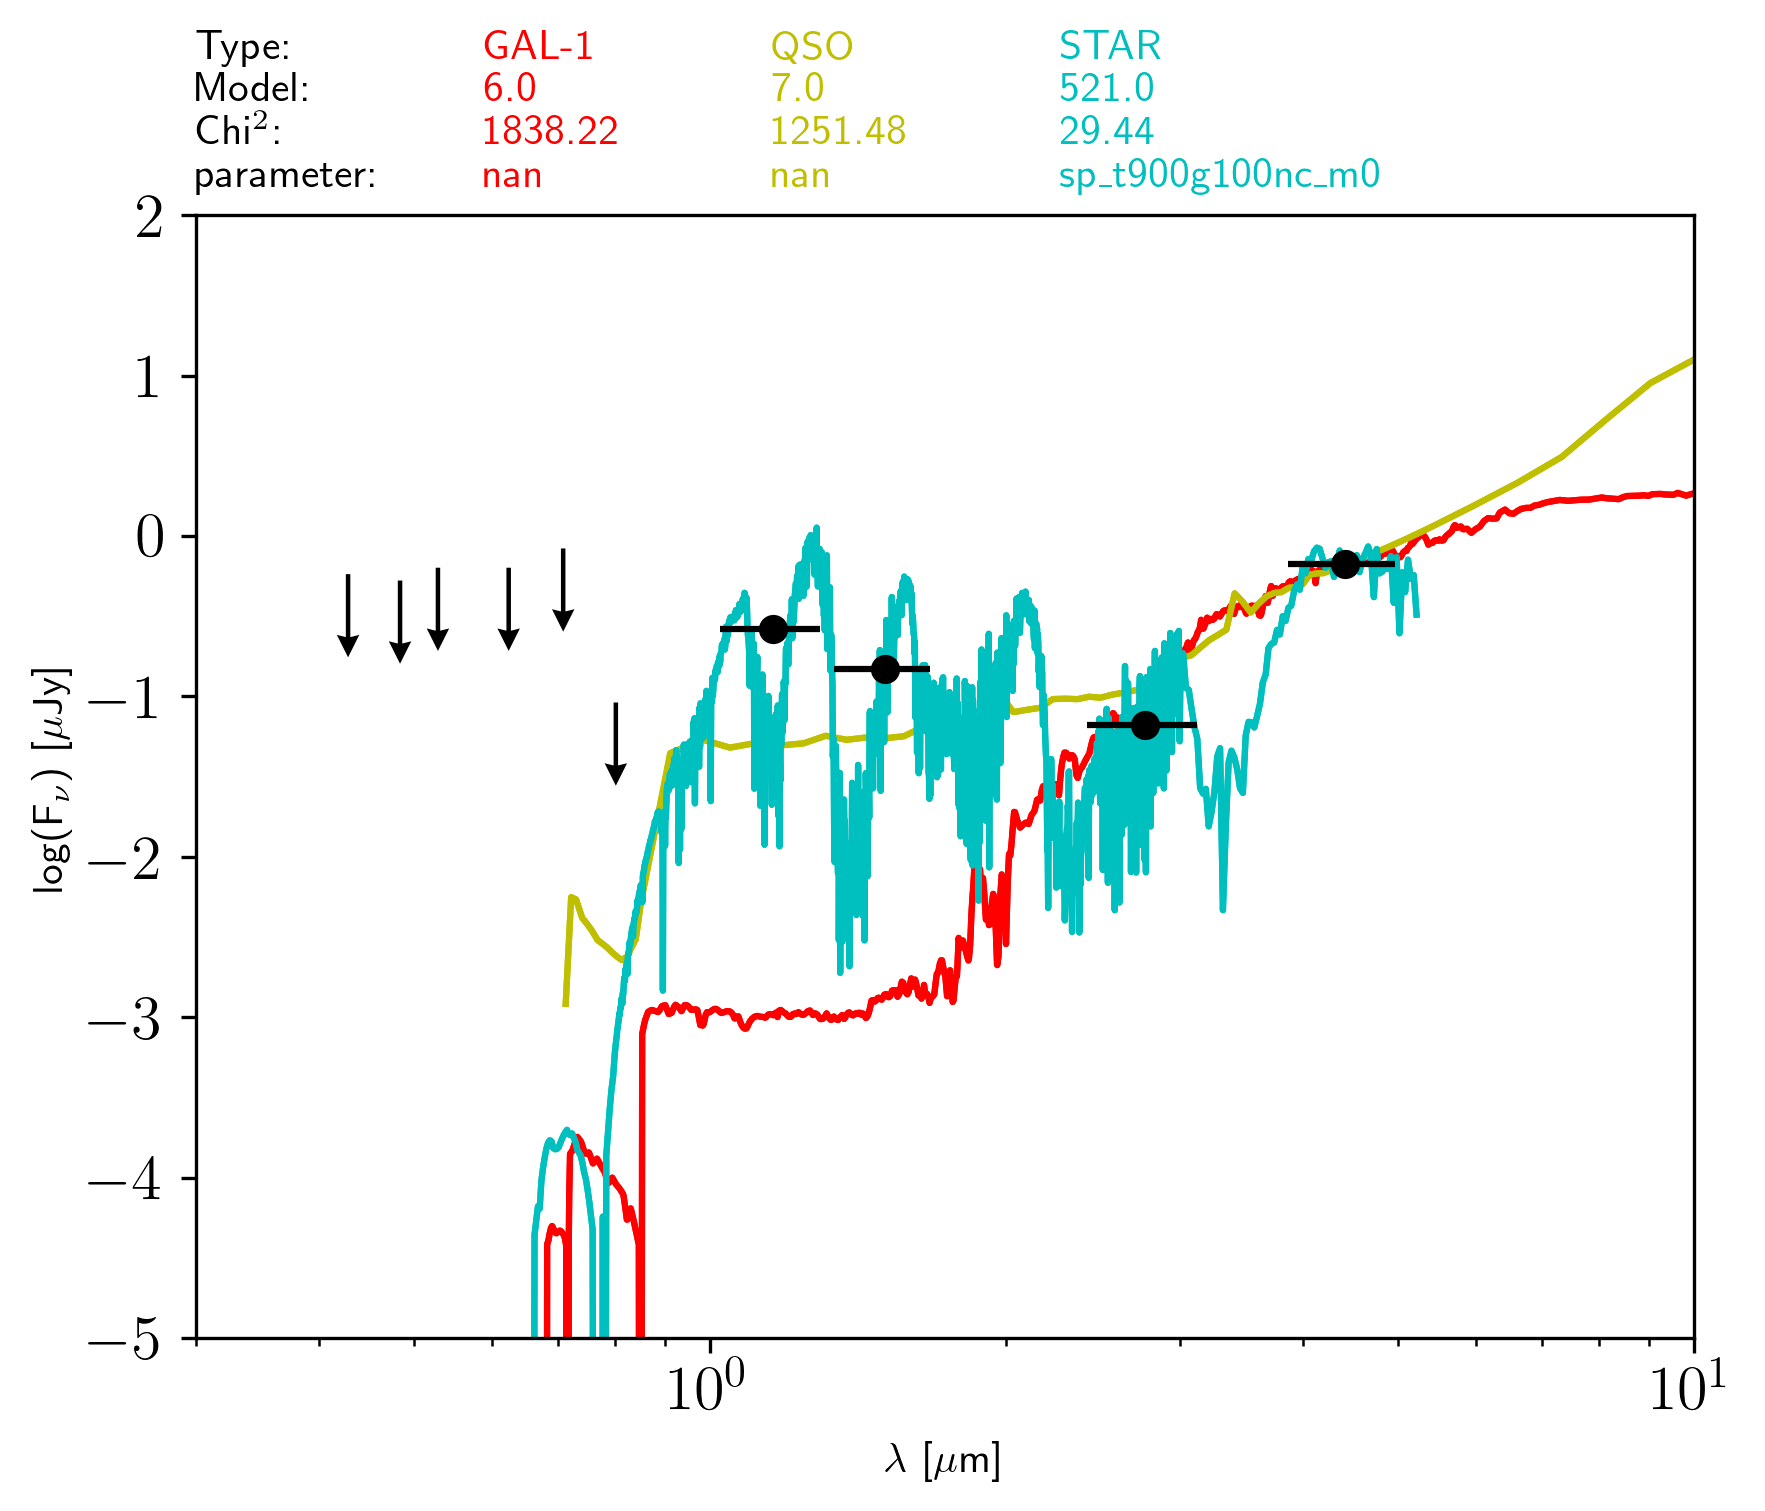 Type: GAL-1 QSO STAR
Model: 6.0 7.0 521.0
Chi²: 1838.22 1251.48 29.44
parameter: nan nan sp_t900g100nc_m0
2
1
0
−1
−2
−3
−4
−5
log(Fν) [μJy]
10⁰ 10¹
λ [μm]